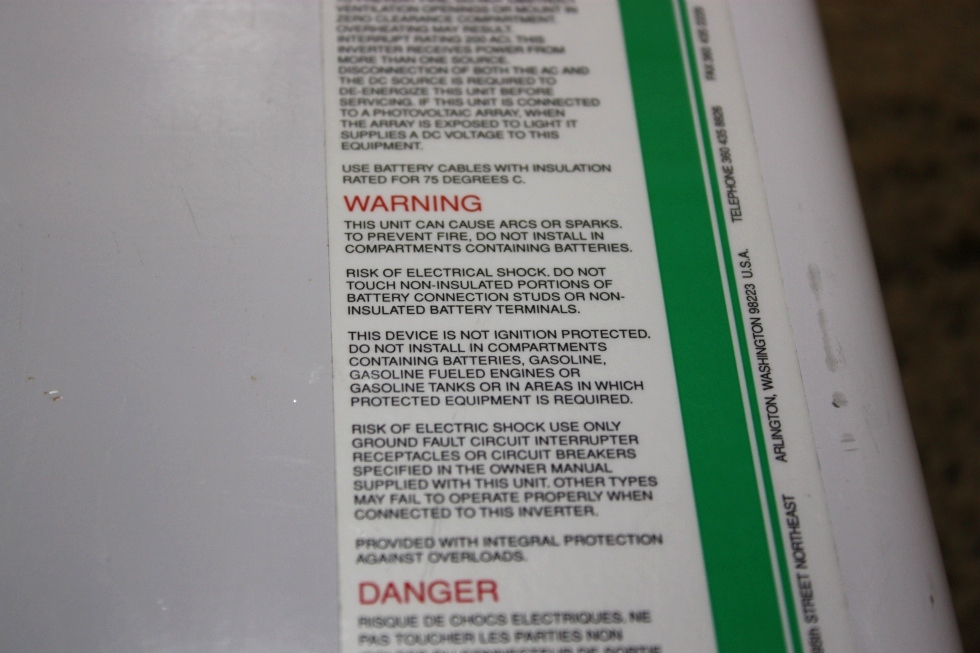 VENTILATION OPENINGS OR MOUNT IN
ZERO CLEARANCE COMPARTMENT.
OVERHEATING MAY RESULT.
INTERRUPT RATING 200 ACI, THIS
INVERTER RECEIVES POWER FROM
MORE THAN ONE SOURCE.
DISCONNECTION OF BOTH THE AC AND
THE DC SOURCE IS REQUIRED TO
DE-ENERGIZE THIS UNIT BEFORE
SERVICING. IF THIS UNIT IS CONNECTED
TO A PHOTOVOLTAIC ARRAY, WHEN
THE ARRAY IS EXPOSED TO LIGHT IT
SUPPLIES A DC VOLTAGE TO THIS
EQUIPMENT.
USE BATTERY CABLES WITH INSULATION
RATED FOR 75 DEGREES C.
WARNING
THIS UNIT CAN CAUSE ARCS OR SPARKS.
TO PREVENT FIRE, DO NOT INSTALL IN
COMPARTMENTS CONTAINING BATTERIES.
RISK OF ELECTRICAL SHOCK. DO NOT
TOUCH NON-INSULATED PORTIONS OF
BATTERY CONNECTION STUDS OR NON-
INSULATED BATTERY TERMINALS.
THIS DEVICE IS NOT IGNITION PROTECTED.
DO NOT INSTALL IN COMPARTMENTS
CONTAINING BATTERIES, GASOLINE,
GASOLINE FUELED ENGINES OR
GASOLINE TANKS OR IN AREAS IN WHICH
PROTECTED EQUIPMENT IS REQUIRED.
RISK OF ELECTRIC SHOCK USE ONLY
GROUND FAULT CIRCUIT INTERRUPTER
RECEPTACLES OR CIRCUIT BREAKERS
SPECIFIED IN THE OWNER MANUAL
SUPPLIED WITH THIS UNIT. OTHER TYPES
MAY FAIL TO OPERATE PROPERLY WHEN
CONNECTED TO THIS INVERTER.
PROVIDED WITH INTEGRAL PROTECTION
AGAINST OVERLOADS.
DANGER
RISQUE DE CHOCS ELECTRIQUES. NE
PAS TOUCHER LES PARTIES NON
STREET NORTHEAST ARLINGTON, WASHINGTON 98223 U.S.A. TELEPHONE 360 435 8826 FAX 360 435